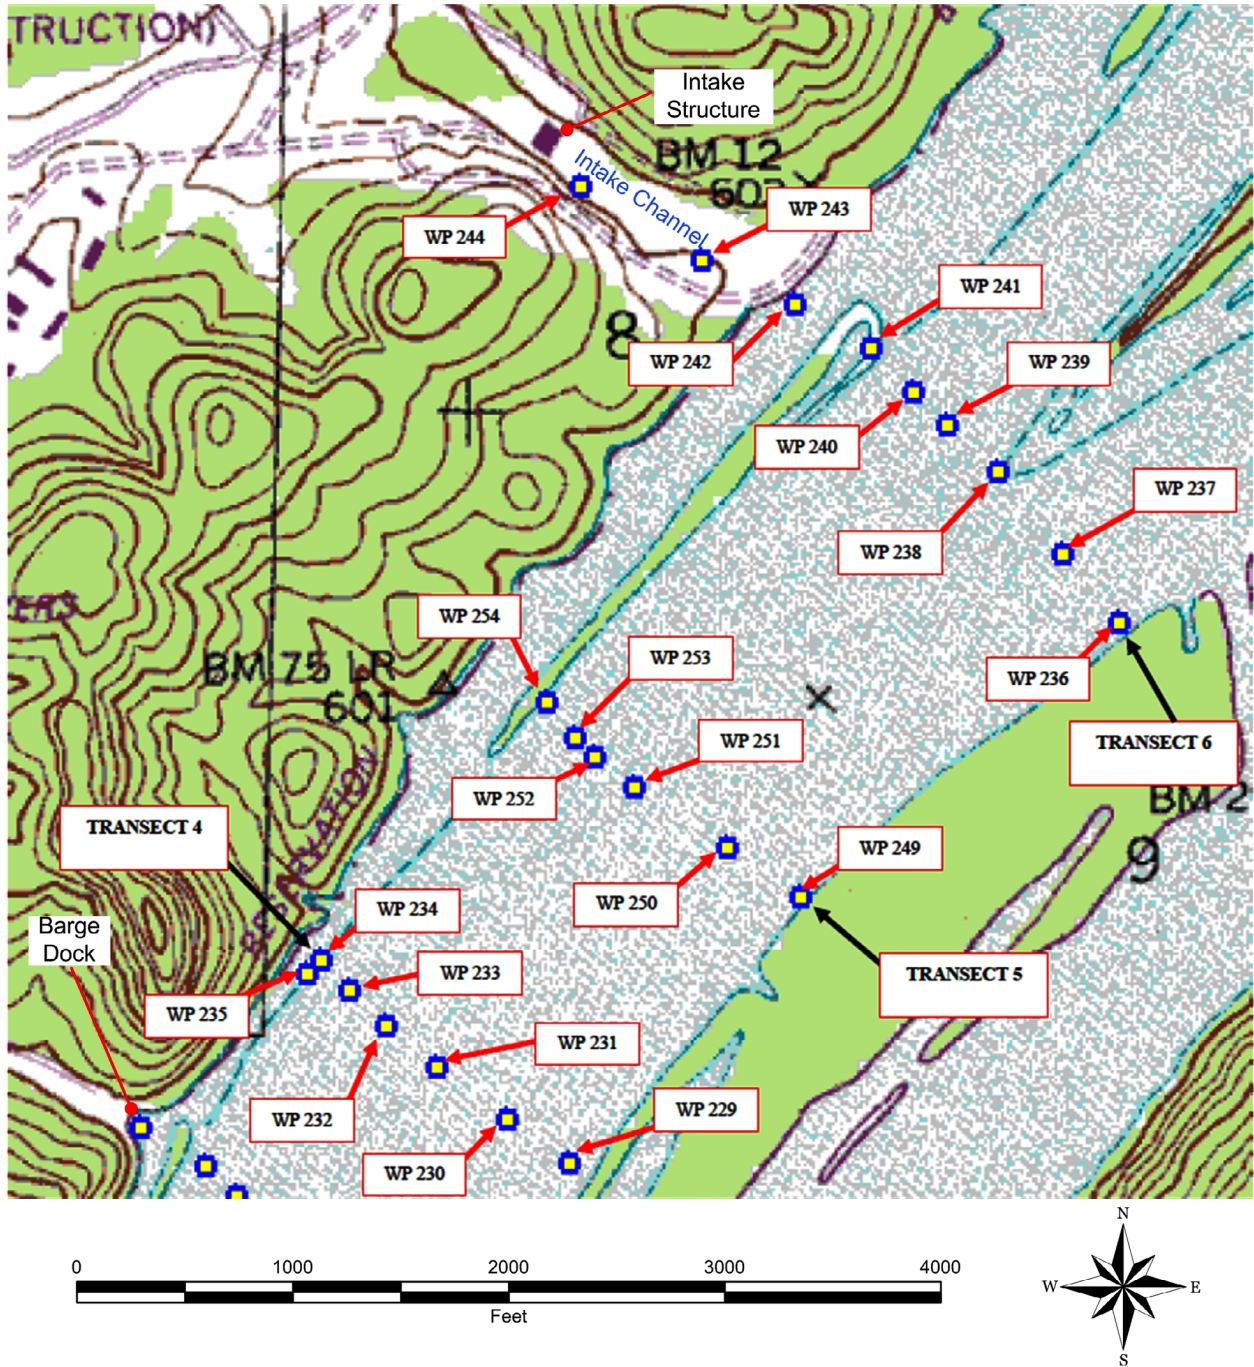 TRUCTION)
Intake
Structure
BM 12
602
Intake Channel
WP 243
WP 244
WP 241
8
WP 242
WP 239
WP 240
WP 237
WP 238
ERS
WP 254
WP 253
BM 75 LR
601
WP 236
WP 251
TRANSECT 6
WP 252
BM 2
TRANSECT 4
WP 249
9
WP 250
WP 234
Barge
Dock
WP 233
TRANSECT 5
WP 235
WP 231
WP 232
WP 229
WP 230
0 1000 2000 3000 4000
Feet
N
W E
S